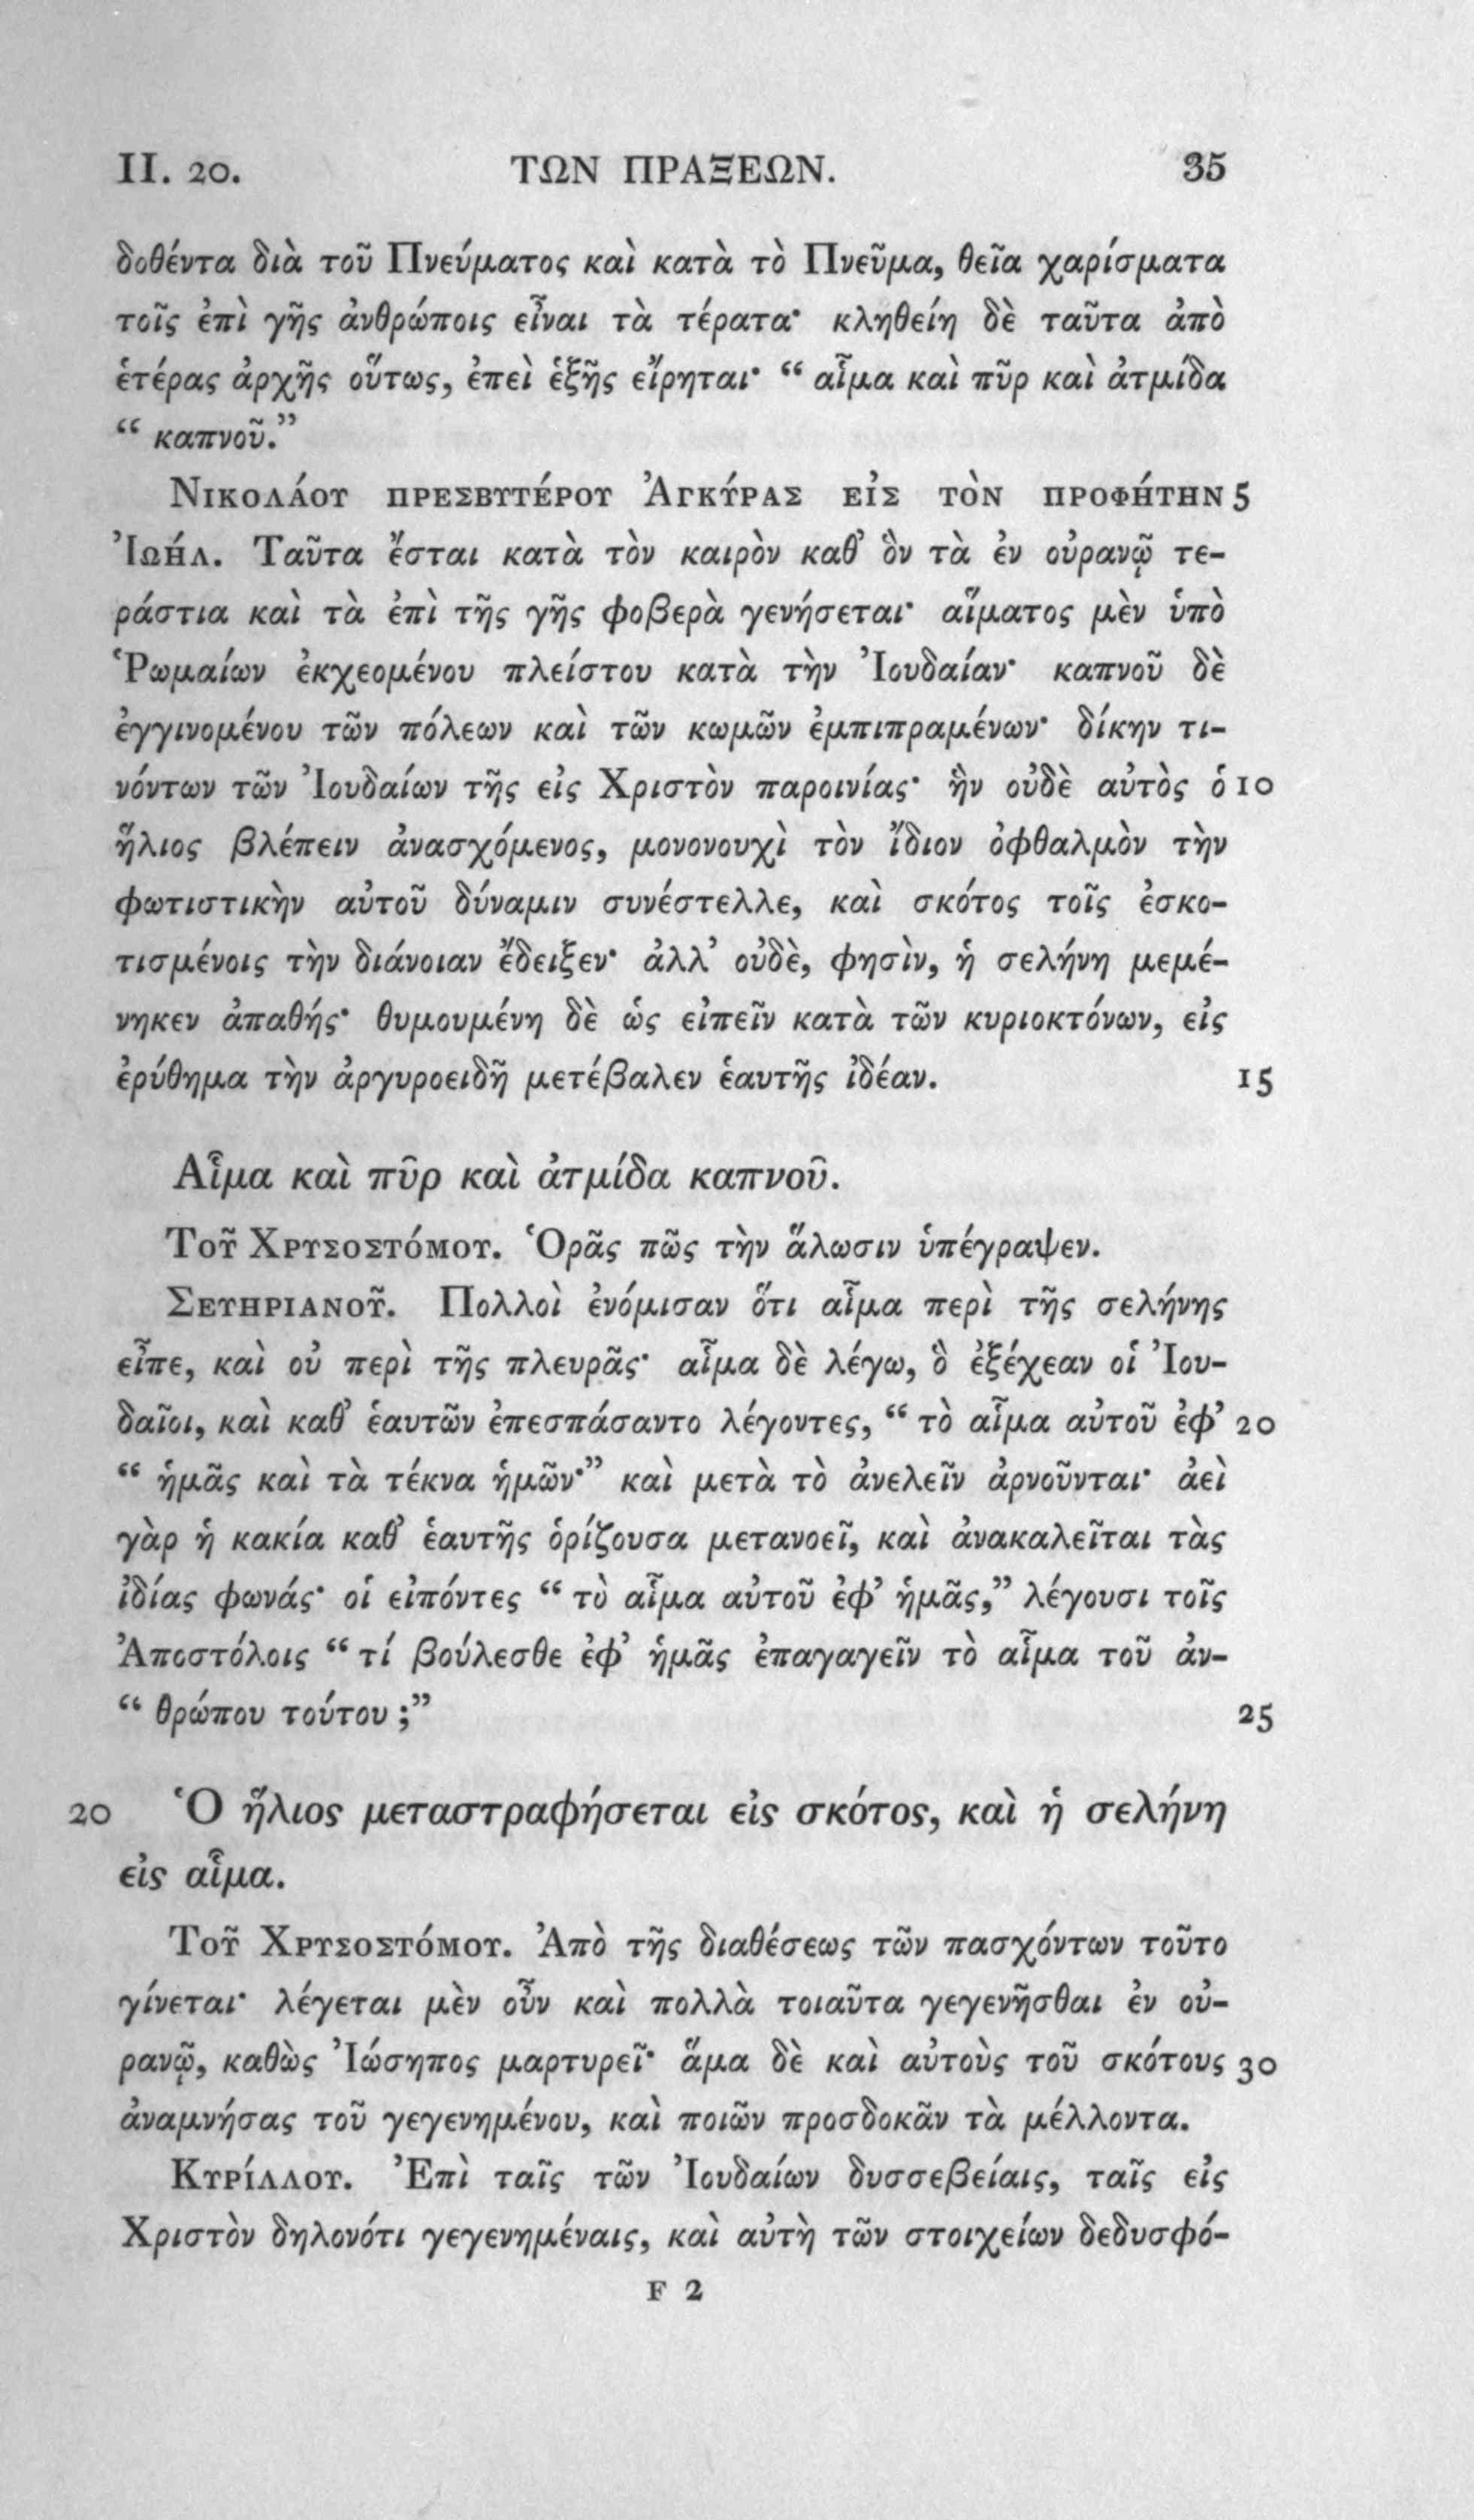 II. 20. ΤΩΝ ΠΡΑΞΕΩΝ. 35
δοθέντα διὰ τοῦ Πνεύματος καὶ κατὰ τὸ Πνεῦμα, θεῖα χαρίσματα
τοῖς ἐπὶ γῆς ἀνθρώποις εἶναι τὰ τέρατα· κληθείη δὲ ταῦτα ἀπὸ
ἑτέρας ἀρχῆς οὕτως, ἐπεὶ ἑξῆς εἴρηται· “ αἷμα καὶ πῦρ καὶ ἀτμίδα
“ καπνοῦ.”
Νικολάου πρεσβυτέρου Ἀγκύρας εἰς τὸν προφήτην 5
Ἰωήλ. Ταῦτα ἔσται κατὰ τὸν καιρὸν καθ’ ὃν τὰ ἐν οὐρανῷ τε-
ράστια καὶ τὰ ἐπὶ τῆς γῆς φοβερὰ γενήσεται· αἵματος μὲν ὑπὸ
Ῥωμαίων ἐκχεομένου πλείστου κατὰ τὴν Ἰουδαίαν· καπνοῦ δὲ
ἐγγινομένου τῶν πόλεων καὶ τῶν κωμῶν ἐμπιπραμένων· δίκην τι-
νόντων τῶν Ἰουδαίων τῆς εἰς Χριστὸν παροινίας· ἣν οὐδὲ αὐτὸς ὁ 10
ἥλιος βλέπειν ἀνασχόμενος, μονονουχὶ τὸν ἴδιον ὀφθαλμὸν τὴν
φωτιστικὴν αὐτοῦ δύναμιν συνέστελλε, καὶ σκότος τοῖς ἐσκο-
τισμένοις τὴν διάνοιαν ἔδειξεν· ἀλλ’ οὐδὲ, φησὶν, ἡ σελήνη μεμέ-
νηκεν ἀπαθής· θυμουμένη δὲ ὡς εἰπεῖν κατὰ τῶν κυριοκτόνων, εἰς
ἐρύθημα τὴν ἀργυροειδῆ μετέβαλεν ἑαυτῆς ἰδέαν. 15
Αἷμα καὶ πῦρ καὶ ἀτμίδα καπνοῦ.
Τοῦ Χρυσοστόμου. Ὁρᾶς πῶς τὴν ἅλωσιν ὑπέγραψεν.
Σευηριανοῦ. Πολλοὶ ἐνόμισαν ὅτι αἷμα περὶ τῆς σελήνης
εἶπε, καὶ οὐ περὶ τῆς πλευρᾶς· αἷμα δὲ λέγω, ὃ ἐξέχεαν οἱ Ἰου-
δαῖοι, καὶ καθ’ ἑαυτῶν ἐπεσπάσαντο λέγοντες, “ τὸ αἷμα αὐτοῦ ἐφ’ 20
“ ἡμᾶς καὶ τὰ τέκνα ἡμῶν·” καὶ μετὰ τὸ ἀνελεῖν ἀρνοῦνται· ἀεὶ
γὰρ ἡ κακία καθ’ ἑαυτῆς ὁρίζουσα μετανοεῖ, καὶ ἀνακαλεῖται τὰς
ἰδίας φωνάς· οἱ εἰπόντες “ τὸ αἷμα αὐτοῦ ἐφ’ ἡμᾶς,” λέγουσι τοῖς
Ἀποστόλοις “ τί βούλεσθε ἐφ’ ἡμᾶς ἐπαγαγεῖν τὸ αἷμα τοῦ ἀν-
“ θρώπου τούτου ;” 25
20 Ὁ ἥλιος μεταστραφήσεται εἰς σκότος, καὶ ἡ σελήνη
εἰς αἷμα.
Τοῦ Χρυσοστόμου. Ἀπὸ τῆς διαθέσεως τῶν πασχόντων τοῦτο
γίνεται· λέγεται μὲν οὖν καὶ πολλὰ τοιαῦτα γεγενῆσθαι ἐν οὐ-
ρανῷ, καθὼς Ἰώσηπος μαρτυρεῖ· ἅμα δὲ καὶ αὐτοὺς τοῦ σκότους 30
ἀναμνήσας τοῦ γεγενημένου, καὶ ποιῶν προσδοκᾶν τὰ μέλλοντα.
Κυρίλλου. Ἐπὶ ταῖς τῶν Ἰουδαίων δυσσεβείαις, ταῖς εἰς
Χριστὸν δηλονότι γεγενημέναις, καὶ αὐτὴ τῶν στοιχείων δεδυσφό-
F 2